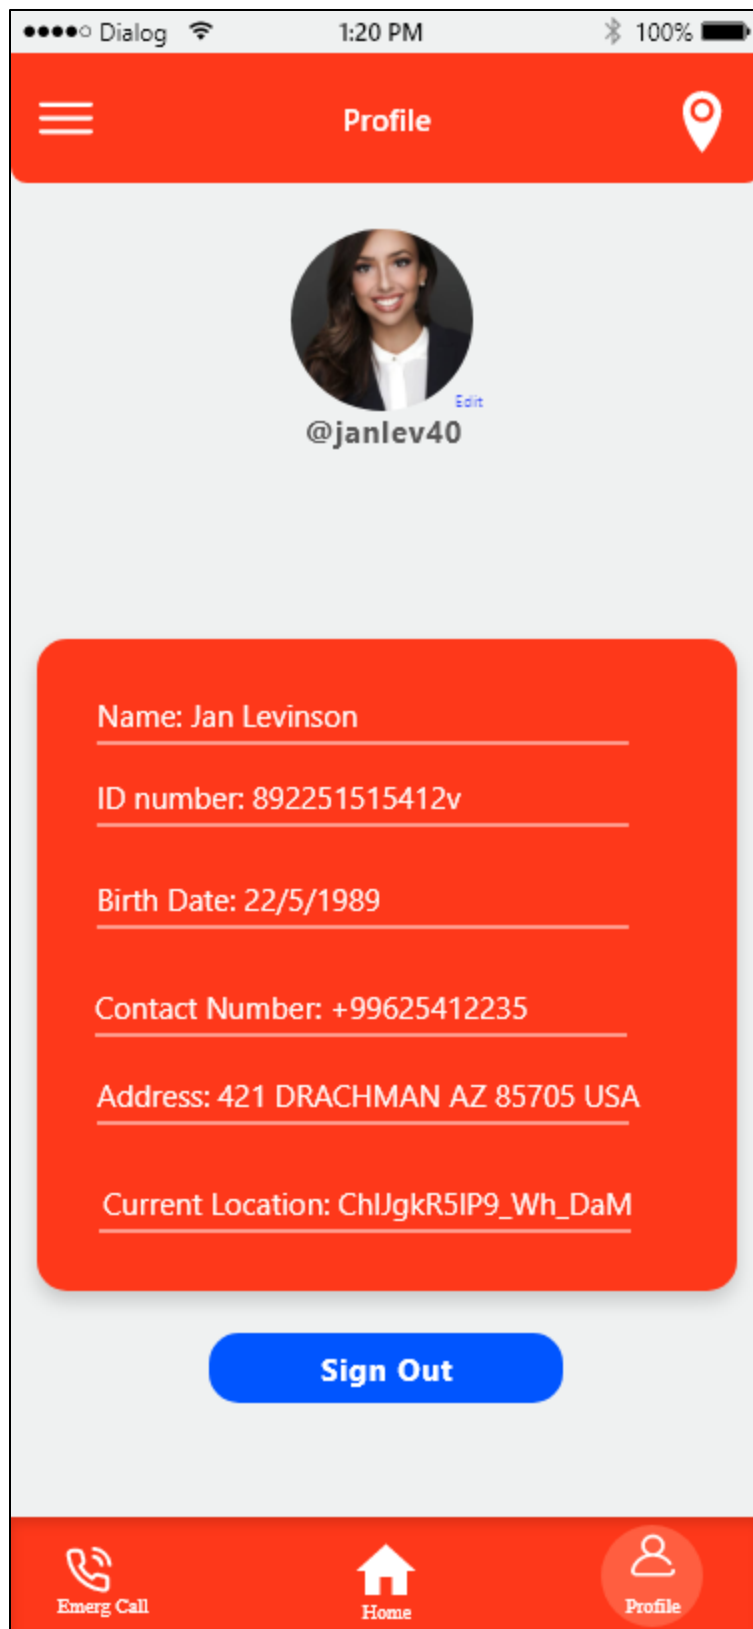 Dialog 1:20 PM 100%
Profile
Edit
@janlev40
Name: Jan Levinson
ID number: 892251515412v
Birth Date: 22/5/1989
Contact Number: +99625412235
Address: 421 DRACHMAN AZ 85705 USA
Current Location: ChIJgkR5IP9_Wh_DaM
Sign Out
Emerg Call Home Profile